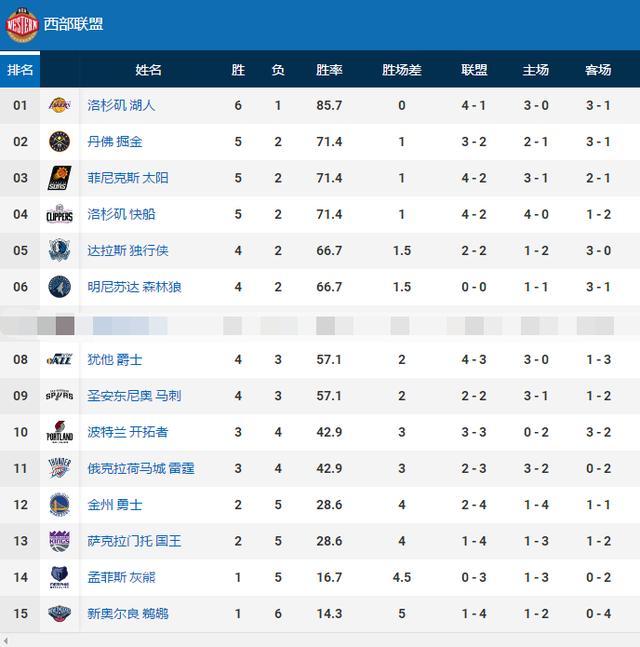 NBA
WESTERN
西部联盟
排名 姓名 胜 负 胜率 胜场差 联盟 主场 客场
01 洛杉矶 湖人 6 1 85.7 0 4 - 1 3 - 0 3 - 1
02 丹佛 掘金 5 2 71.4 1 3 - 2 2 - 1 3 - 1
03 SUNS 菲尼克斯 太阳 5 2 71.4 1 4 - 2 3 - 1 2 - 1
04 CLIPPERS 洛杉矶 快船 5 2 71.4 1 4 - 2 4 - 0 1 - 2
05 达拉斯 独行侠 4 2 66.7 1.5 2 - 2 1 - 2 3 - 0
06 明尼苏达 森林狼 4 2 66.7 1.5 0 - 0 1 - 1 3 - 1
08 JAZZ 犹他 爵士 4 3 57.1 2 4 - 3 3 - 0 1 - 3
09 SPURS 圣安东尼奥 马刺 4 3 57.1 2 2 - 2 3 - 1 1 - 2
10 PORTLAND 波特兰 开拓者 3 4 42.9 3 3 - 3 0 - 2 3 - 2
11 THUNDER 俄克拉荷马城 雷霆 3 4 42.9 3 2 - 3 3 - 2 0 - 2
12 金州 勇士 2 5 28.6 4 2 - 4 1 - 4 1 - 1
13 KINGS 萨克拉门托 国王 2 5 28.6 4 1 - 4 1 - 3 1 - 2
14 孟菲斯 灰熊 1 5 16.7 4.5 0 - 3 1 - 3 0 - 2
15 新奥尔良 鹈鹕 1 6 14.3 5 1 - 4 1 - 2 0 - 4